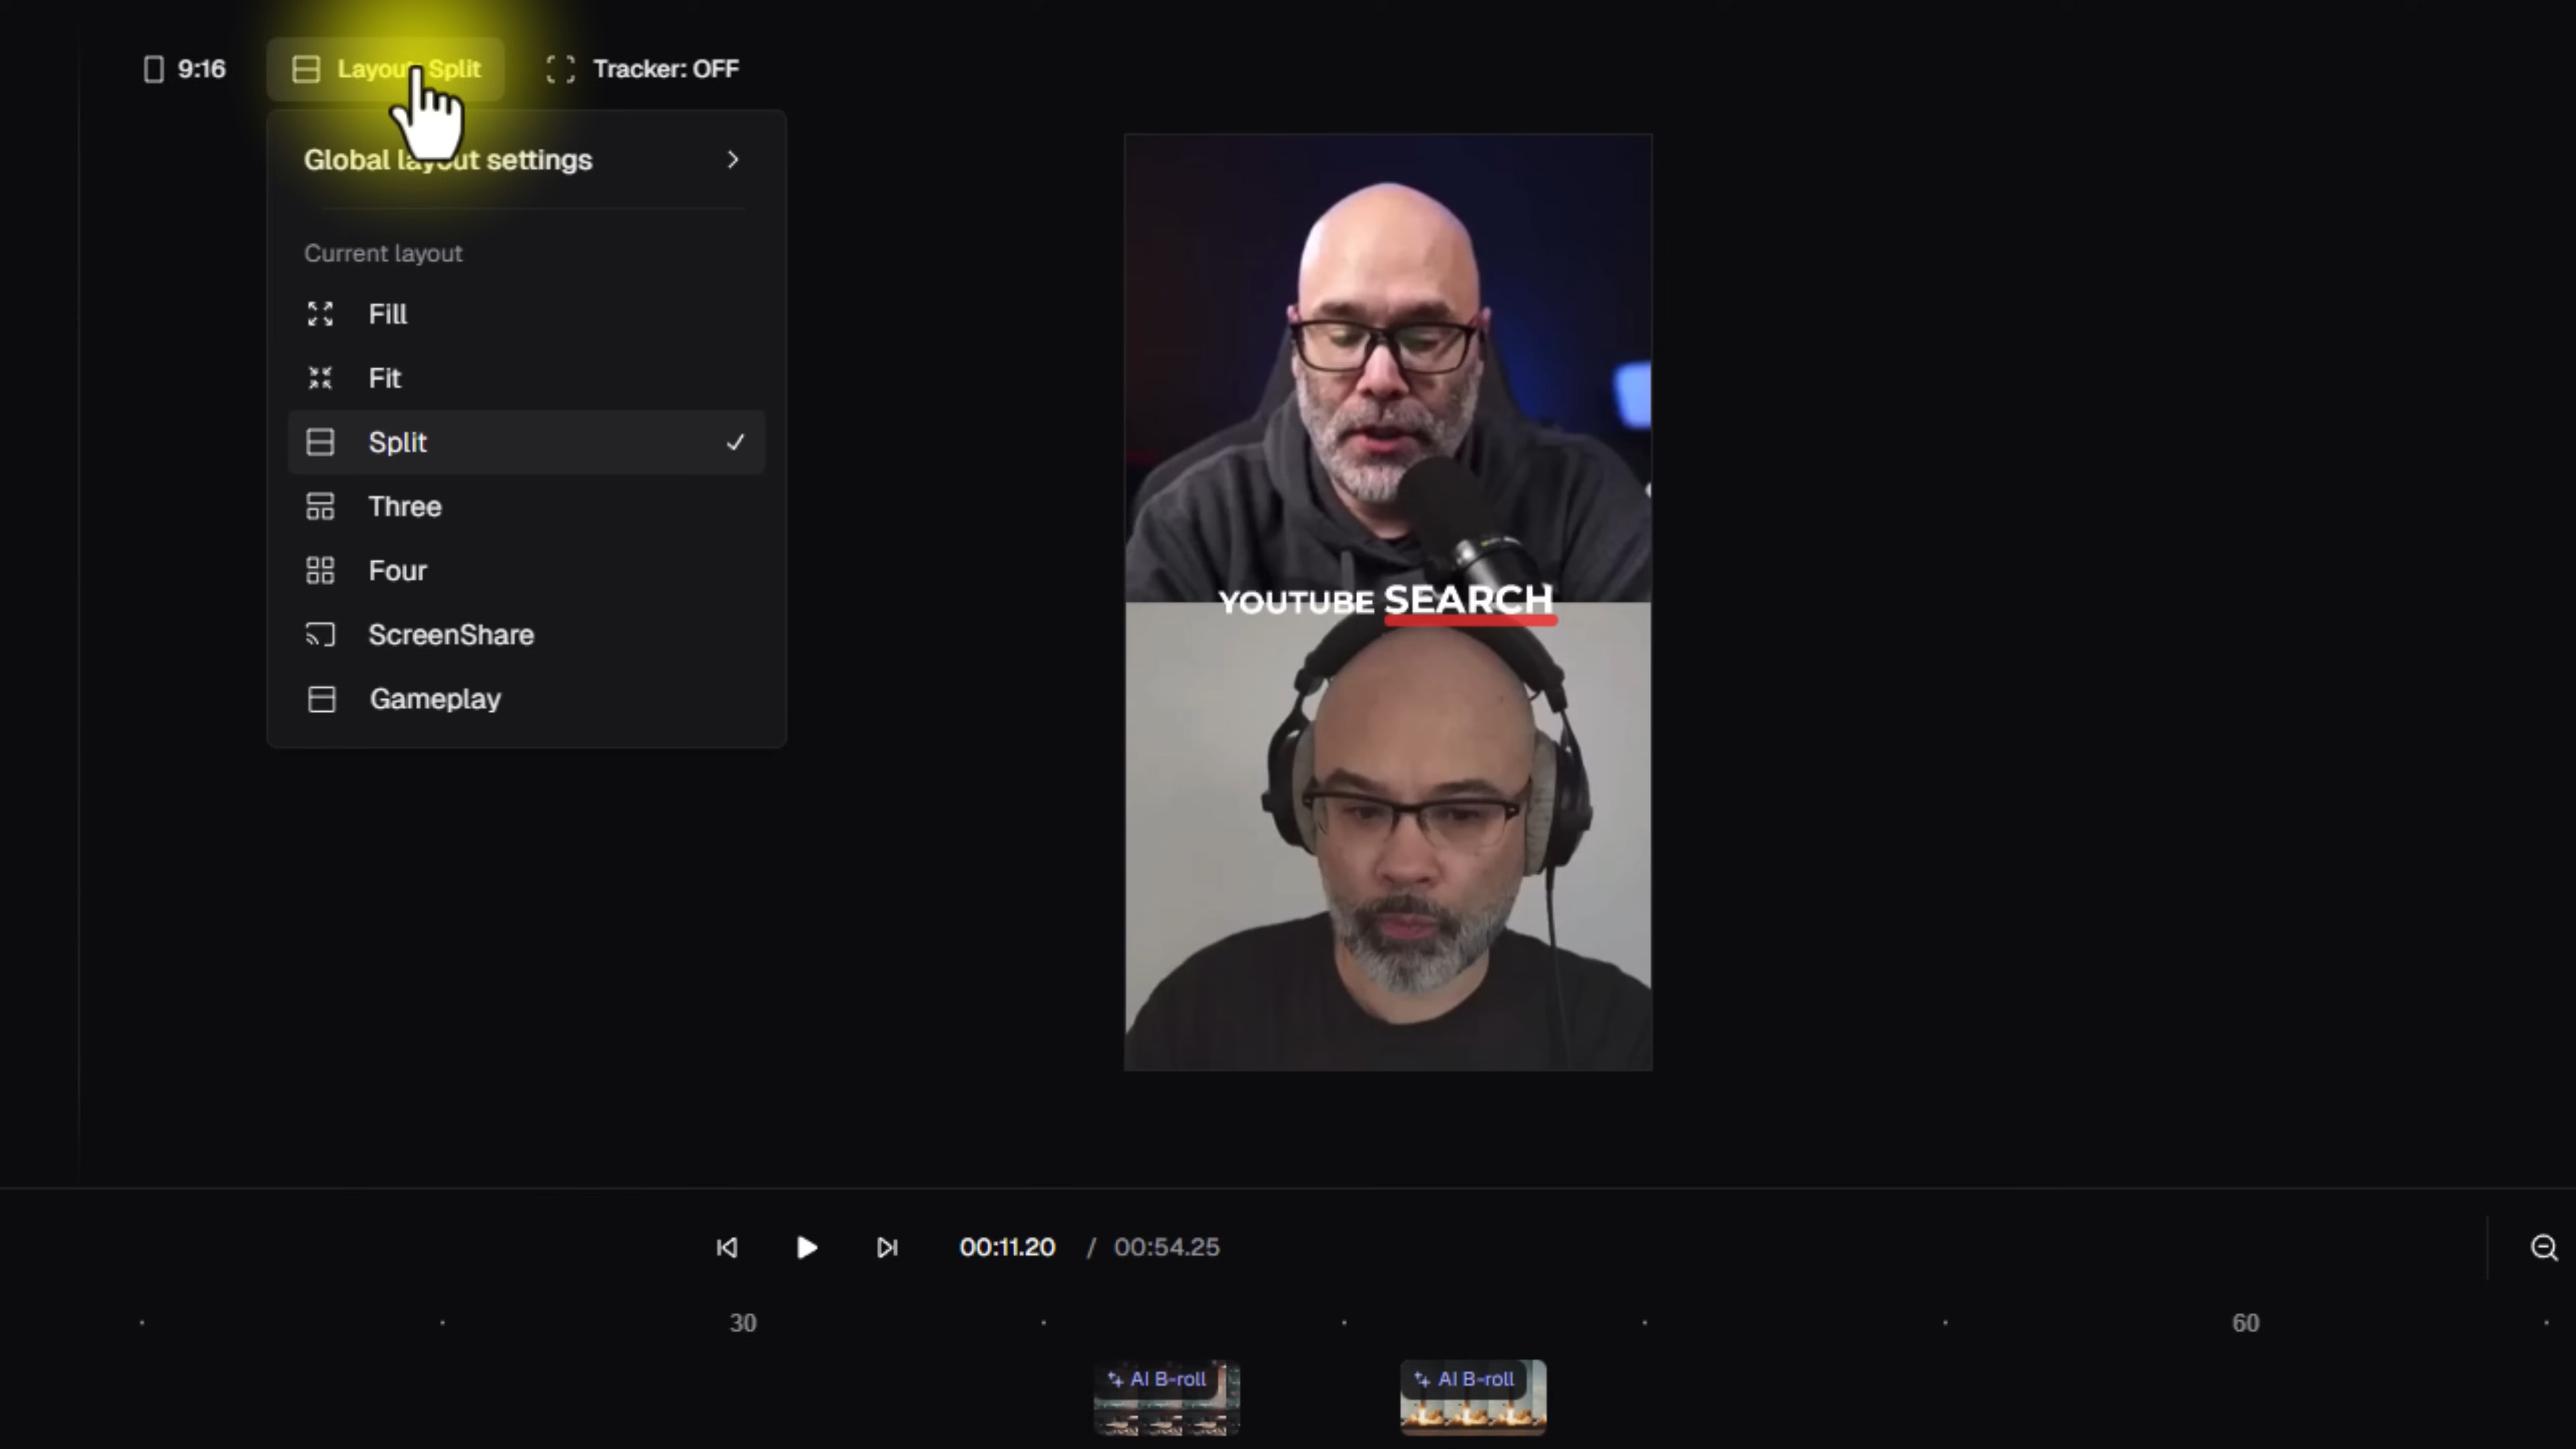 9:16 Layout: Split Tracker: OFF
Global layout settings
Current layout
Fill
Fit
Split
Three
Four
ScreenShare
Gameplay
YOUTUBE SEARCH
00:11.20 / 00:54.25
30 60
AI B-roll AI B-roll